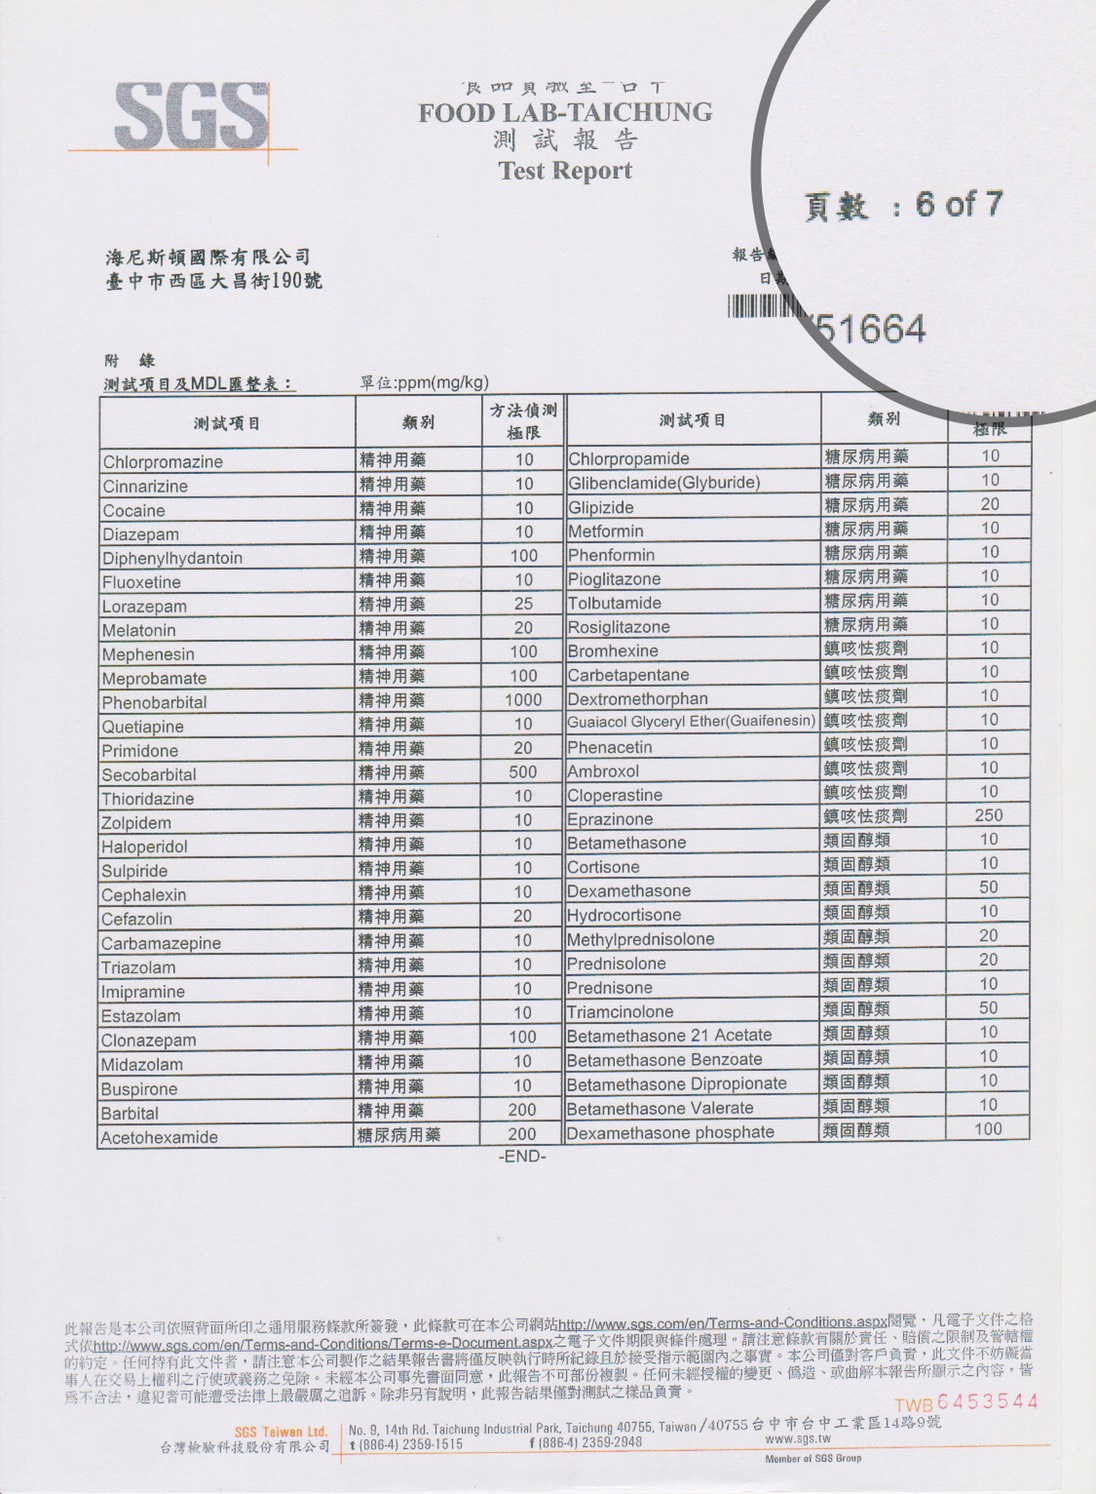 SGS
FOOD LAB-TAICHUNG
測試報告
Test Report
頁數 : 6 of 7
海尼斯頓國際有限公司
臺中市西區大昌街190號
報告
日期
51664
附 錄
測試項目及MDL匯整表: 單位:ppm(mg/kg)
測試項目 類別 方法偵測極限 測試項目 類別 極限
Chlorpromazine 精神用藥 10 Chlorpropamide 糖尿病用藥 10
Cinnarizine 精神用藥 10 Glibenclamide(Glyburide) 糖尿病用藥 10
Cocaine 精神用藥 10 Glipizide 糖尿病用藥 20
Diazepam 精神用藥 10 Metformin 糖尿病用藥 10
Diphenylhydantoin 精神用藥 100 Phenformin 糖尿病用藥 10
Fluoxetine 精神用藥 10 Pioglitazone 糖尿病用藥 10
Lorazepam 精神用藥 25 Tolbutamide 糖尿病用藥 10
Melatonin 精神用藥 20 Rosiglitazone 糖尿病用藥 10
Mephenesin 精神用藥 100 Bromhexine 鎮咳怯痰劑 10
Meprobamate 精神用藥 100 Carbetapentane 鎮咳怯痰劑 10
Phenobarbital 精神用藥 1000 Dextromethorphan 鎮咳怯痰劑 10
Quetiapine 精神用藥 10 Guaiacol Glyceryl Ether(Guaifenesin) 鎮咳怯痰劑 10
Primidone 精神用藥 20 Phenacetin 鎮咳怯痰劑 10
Secobarbital 精神用藥 500 Ambroxol 鎮咳怯痰劑 10
Thioridazine 精神用藥 10 Cloperastine 鎮咳怯痰劑 10
Zolpidem 精神用藥 10 Eprazinone 鎮咳怯痰劑 250
Haloperidol 精神用藥 10 Betamethasone 類固醇類 10
Sulpiride 精神用藥 10 Cortisone 類固醇類 10
Cephalexin 精神用藥 10 Dexamethasone 類固醇類 50
Cefazolin 精神用藥 20 Hydrocortisone 類固醇類 10
Carbamazepine 精神用藥 10 Methylprednisolone 類固醇類 20
Triazolam 精神用藥 10 Prednisolone 類固醇類 20
Imipramine 精神用藥 10 Prednisone 類固醇類 10
Estazolam 精神用藥 10 Triamcinolone 類固醇類 50
Clonazepam 精神用藥 100 Betamethasone 21 Acetate 類固醇類 10
Midazolam 精神用藥 10 Betamethasone Benzoate 類固醇類 10
Buspirone 精神用藥 10 Betamethasone Dipropionate 類固醇類 10
Barbital 精神用藥 200 Betamethasone Valerate 類固醇類 10
Acetohexamide 糖尿病用藥 200 Dexamethasone phosphate 類固醇類 100
-END-
此報告是本公司依照背面所印之通用服務條款所簽發,此條款可在本公司網站http://www.sgs.com/en/Terms-and-Conditions.aspx閱覽,凡電子文件之格
式依http://www.sgs.com/en/Terms-and-Conditions/Terms-e-Document.aspx之電子文件期限與條件處理。請注意條款有關於責任、賠償之限制及管轄權
的約定。任何持有此文件者,請注意本公司製作之結果報告書將僅反映執行時所紀錄且於接受指示範圍內之事實。本公司僅對客戶負責,此文件不妨礙當
事人在交易上權利之行使或義務之免除。未經本公司事先書面同意,此報告不可部份複製。任何未經授權的變更、偽造、或曲解本報告所顯示之內容,皆
為不合法,違犯者可能遭受法律上最嚴厲之追訴。除非另有說明,此報告結果僅對測試之樣品負責。
TWB6453544
SGS Taiwan Ltd. No. 9, 14th Rd. Taichung Industrial Park, Taichung 40755, Taiwan /40755台中市台中工業區14路9號
台灣檢驗科技股份有限公司 t (886-4) 2359-1515 f (886-4) 2359-2948 www.sgs.tw
Member of SGS Group